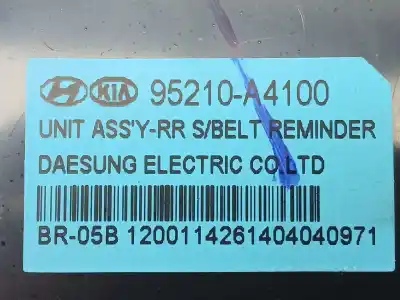 KIA 95210-A4100
UNIT ASS'Y-RR S/BELT REMINDER
DAESUNG ELECTRIC CO.LTD
BR-05B 1200114261404040971